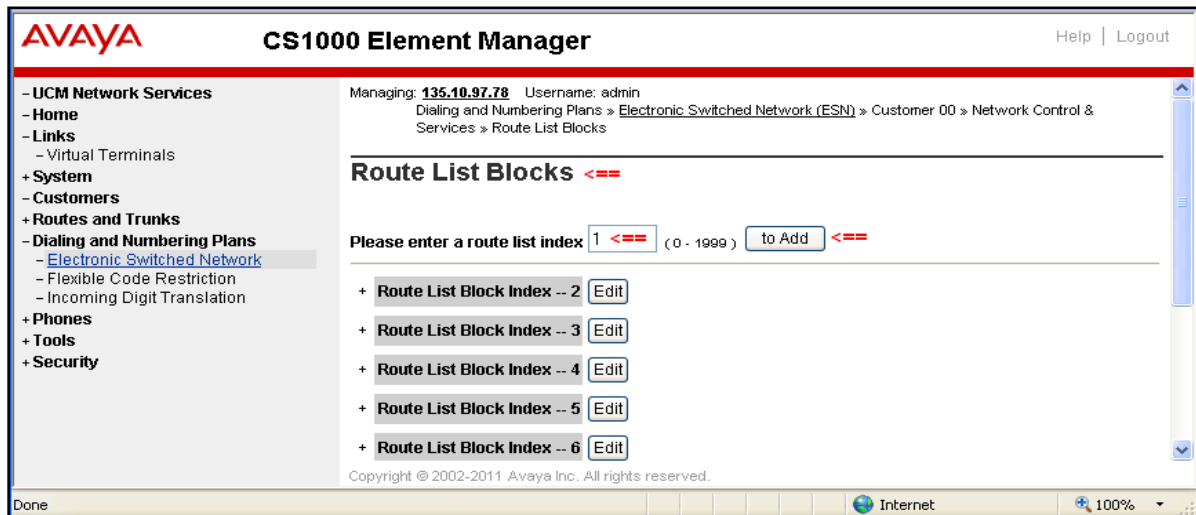 AVAYA
CS1000 Element Manager
Help | Logout
– UCM Network Services
– Home
– Links
– Virtual Terminals
+ System
– Customers
+ Routes and Trunks
– Dialing and Numbering Plans
– Electronic Switched Network
– Flexible Code Restriction
– Incoming Digit Translation
+ Phones
+ Tools
+ Security
Managing: 135.10.97.78 Username: admin
Dialing and Numbering Plans » Electronic Switched Network (ESN) » Customer 00 » Network Control &
Services » Route List Blocks
Route List Blocks <==
Please enter a route list index 1 <== ( 0 - 1999 ) to Add <==
+ Route List Block Index -- 2 Edit
+ Route List Block Index -- 3 Edit
+ Route List Block Index -- 4 Edit
+ Route List Block Index -- 5 Edit
+ Route List Block Index -- 6 Edit
Copyright © 2002-2011 Avaya Inc. All rights reserved.
Done
Internet
100%